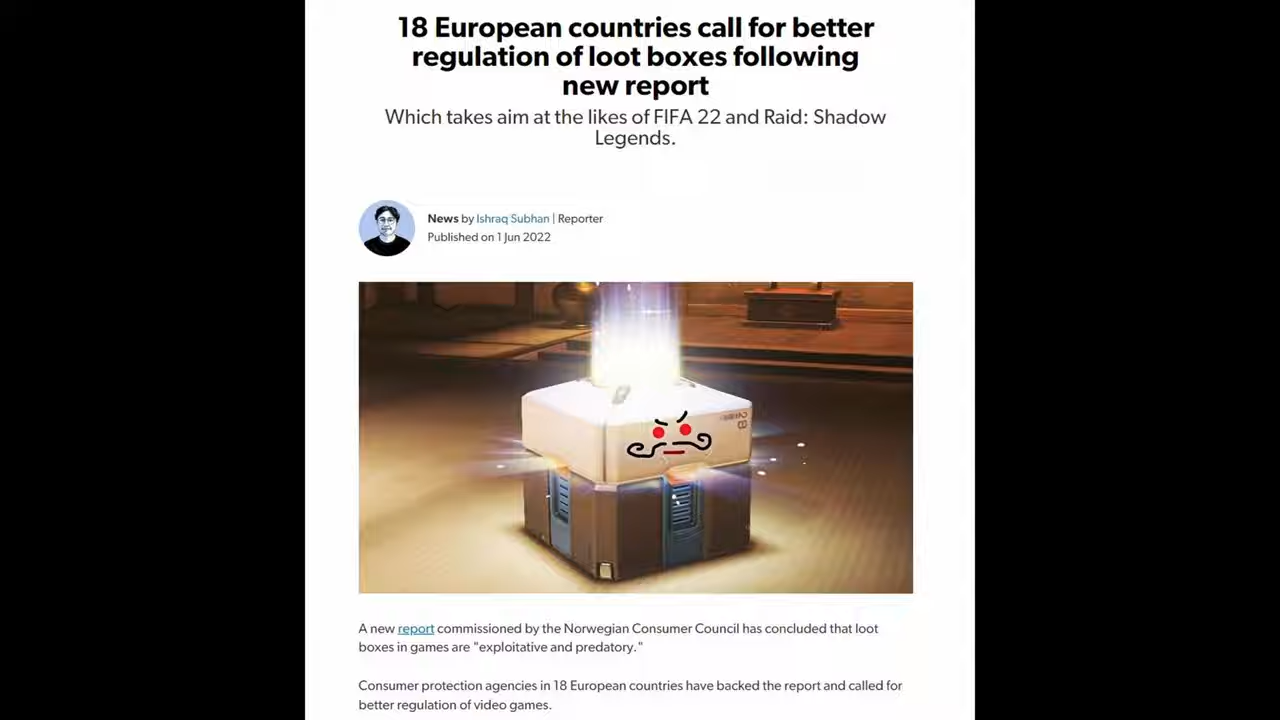 18 European countries call for better
regulation of loot boxes following
new report
Which takes aim at the likes of FIFA 22 and Raid: Shadow
Legends.
News by Ishraq Subhan | Reporter
Published on 1 Jun 2022
A new report commissioned by the Norwegian Consumer Council has concluded that loot
boxes in games are "exploitative and predatory."
Consumer protection agencies in 18 European countries have backed the report and called for
better regulation of video games.